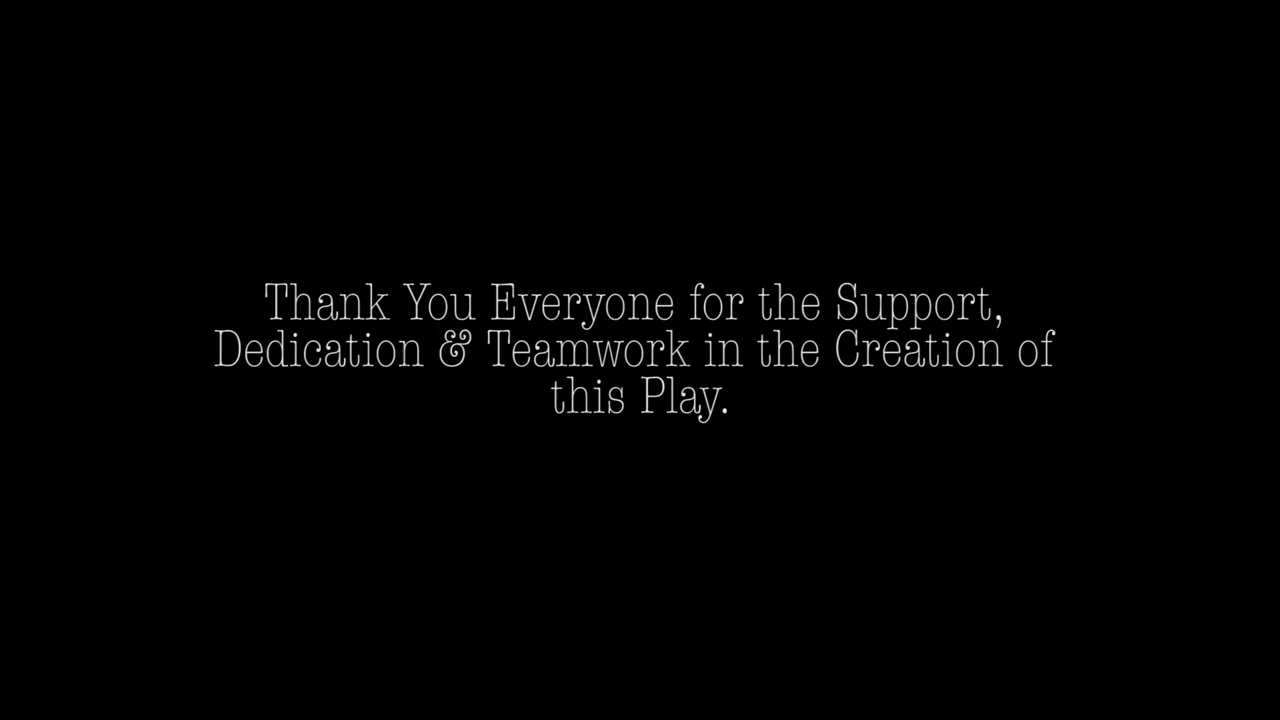 Thank You Everyone for the Support,
Dedication & Teamwork in the Creation of
this Play.